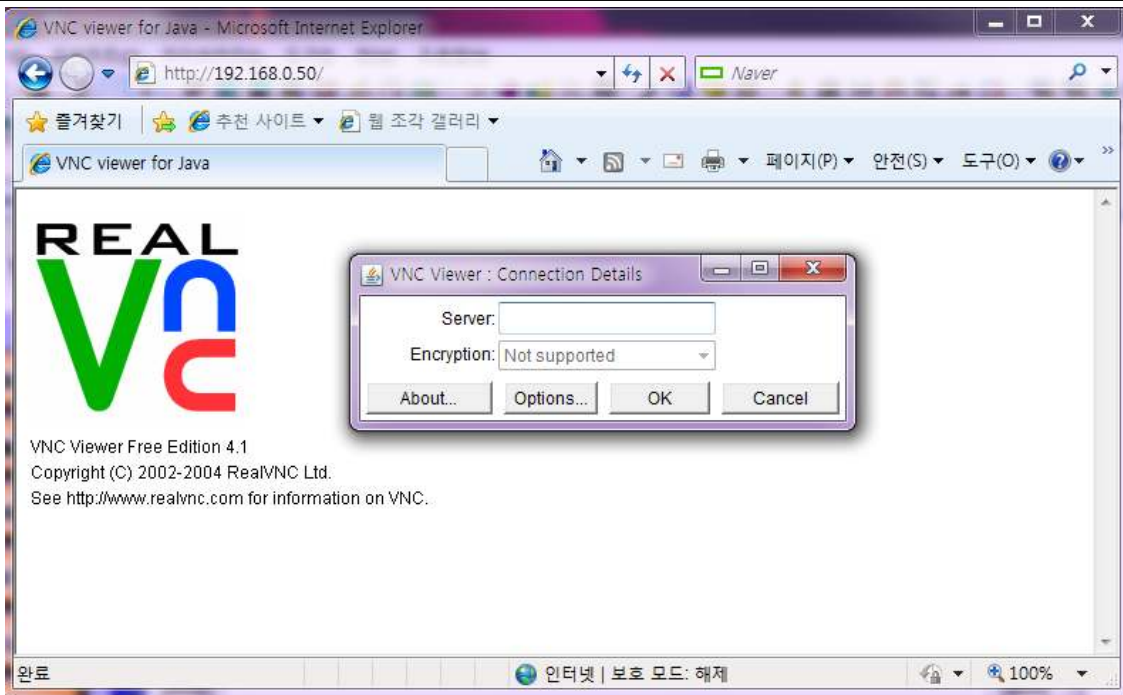 VNC viewer for Java - Microsoft Internet Explorer
http://192.168.0.50/
Naver
즐겨찾기
추천 사이트
웹 조각 갤러리
VNC viewer for Java
페이지(P)
안전(S)
도구(O)
REAL
Vnc
VNC Viewer : Connection Details
Server:
Encryption: Not supported
About... Options... OK Cancel
VNC Viewer Free Edition 4.1
Copyright (C) 2002-2004 RealVNC Ltd.
See http://www.realvnc.com for information on VNC.
완료
인터넷 | 보호 모드: 해제
100%